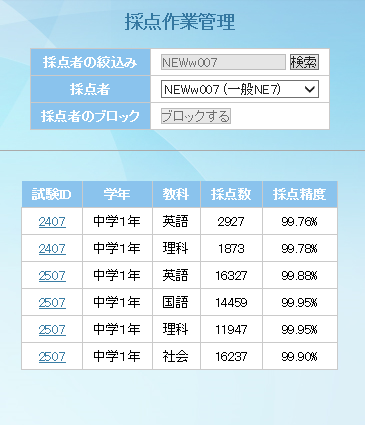 採点作業管理
採点者の絞込み NEWw007 検索
採点者 NEWw007 (一般NE7)
採点者のブロック ブロックする
試験ID 学年 教科 採点数 採点精度
2407 中学1年 英語 2927 99.76%
2407 中学1年 理科 1873 99.78%
2507 中学1年 英語 16327 99.88%
2507 中学1年 国語 14459 99.95%
2507 中学1年 理科 11947 99.95%
2507 中学1年 社会 16237 99.90%